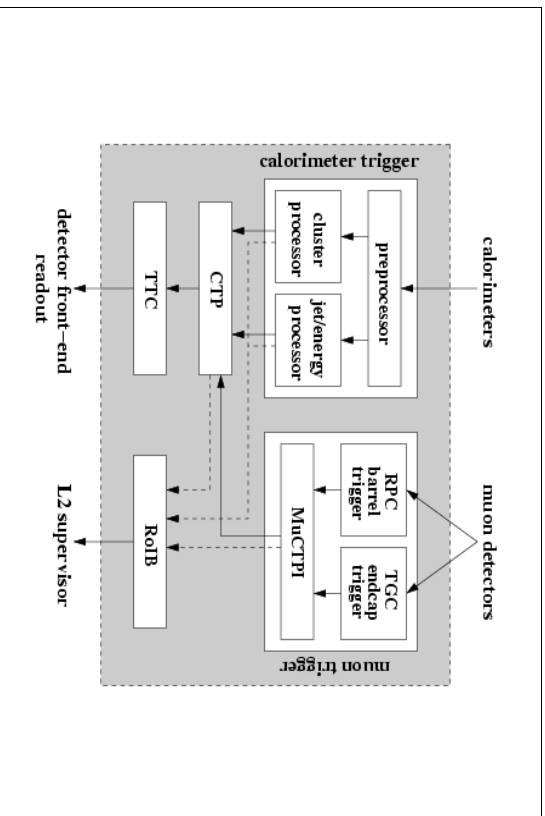 calorimeters
muon detectors
calorimeter trigger
preprocessor
cluster
processor
jet/energy
processor
RPC
barrel
trigger
TGC
endcap
trigger
MuCTPI
muon trigger
CTP
TTC
RoIB
detector front-end
readout
L2 supervisor